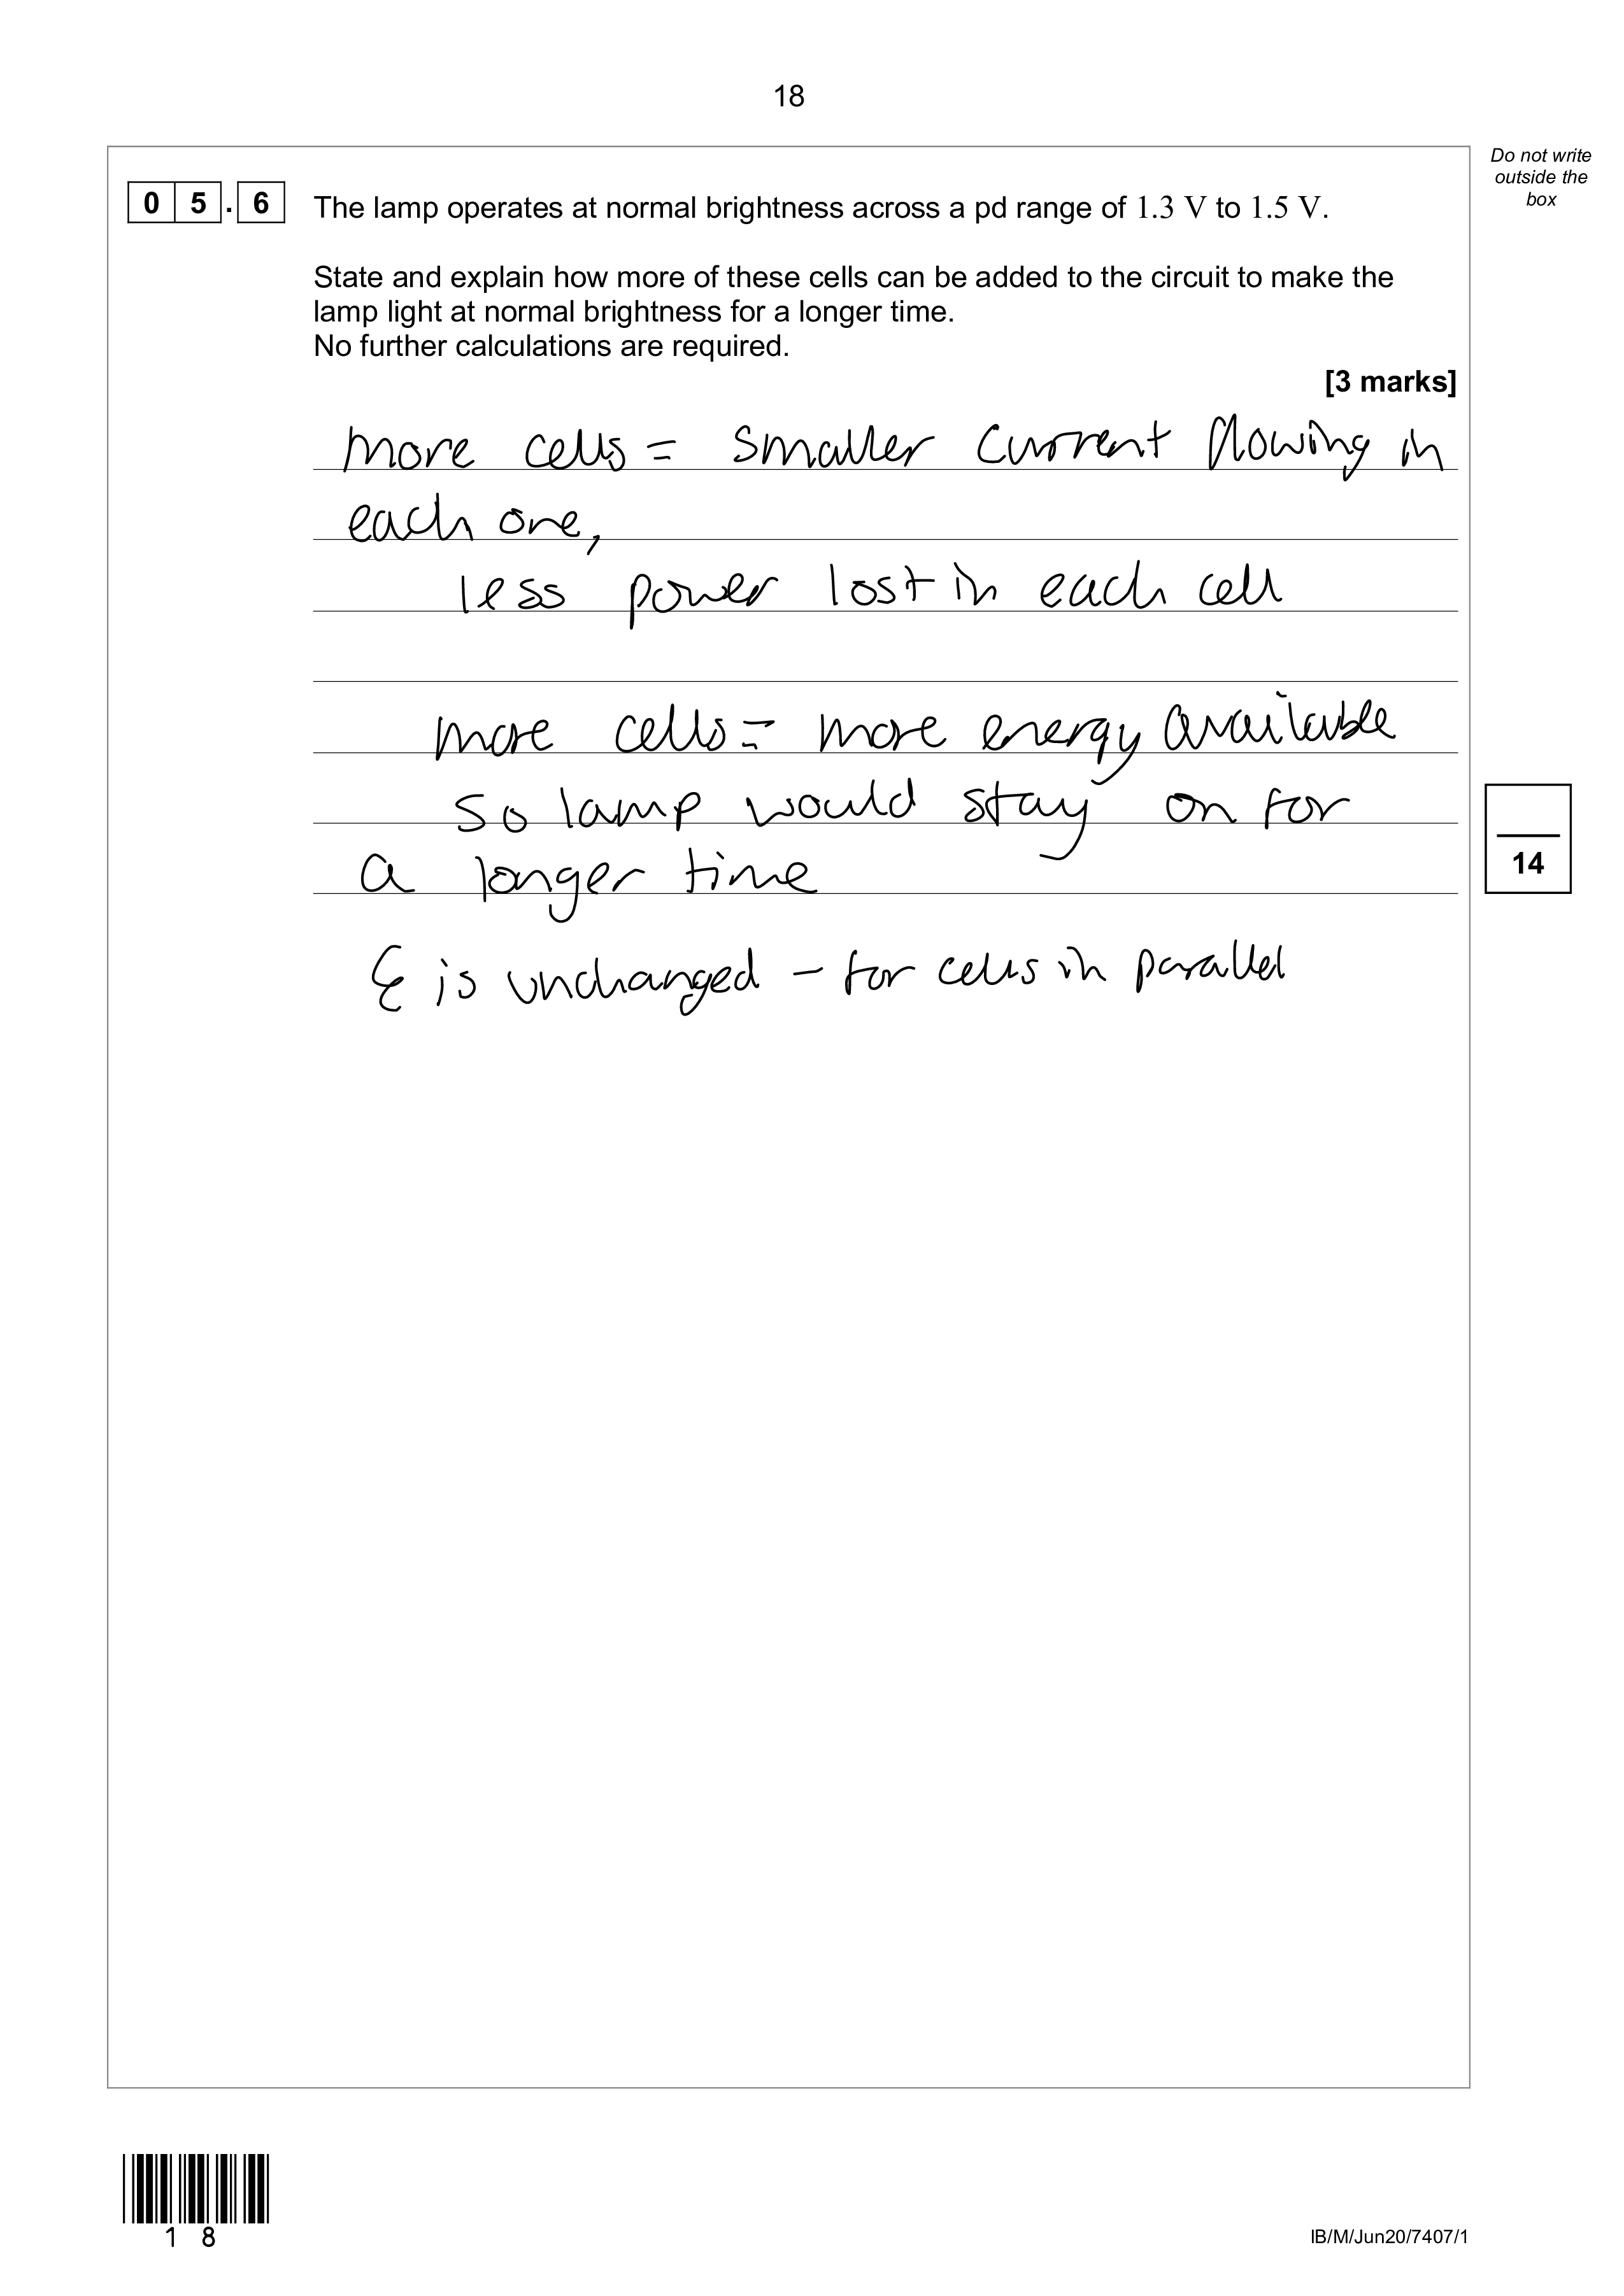 18
Do not write
outside the
box
0 5 . 6 The lamp operates at normal brightness across a pd range of 1.3 V to 1.5 V.
State and explain how more of these cells can be added to the circuit to make the
lamp light at normal brightness for a longer time.
No further calculations are required.
[3 marks]
more cells = smaller current flowing in
each one,
less power lost in each cell
more cells = more energy available
so lamp would stay on for
a longer time
14
ε is unchanged – for cells in parallel
1 8
IB/M/Jun20/7407/1